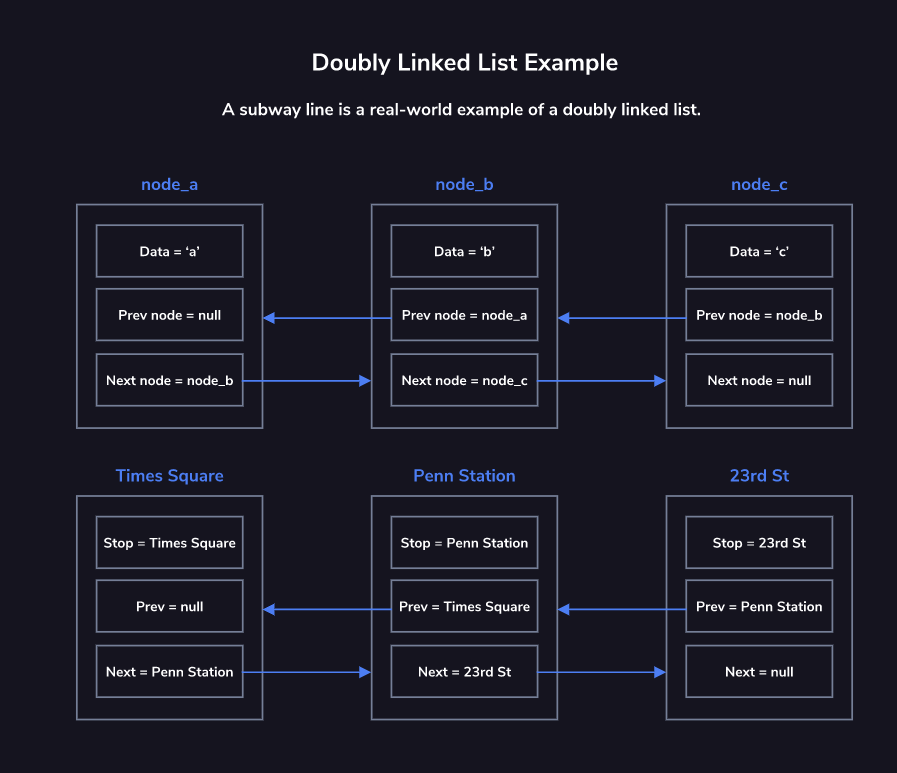 Doubly Linked List Example
A subway line is a real-world example of a doubly linked list.
node_a
node_b
node_c
Data = ‘a’
Data = ‘b’
Data = ‘c’
Prev node = null
Prev node = node_a
Prev node = node_b
Next node = node_b
Next node = node_c
Next node = null
Times Square
Penn Station
23rd St
Stop = Times Square
Stop = Penn Station
Stop = 23rd St
Prev = null
Prev = Times Square
Prev = Penn Station
Next = Penn Station
Next = 23rd St
Next = null